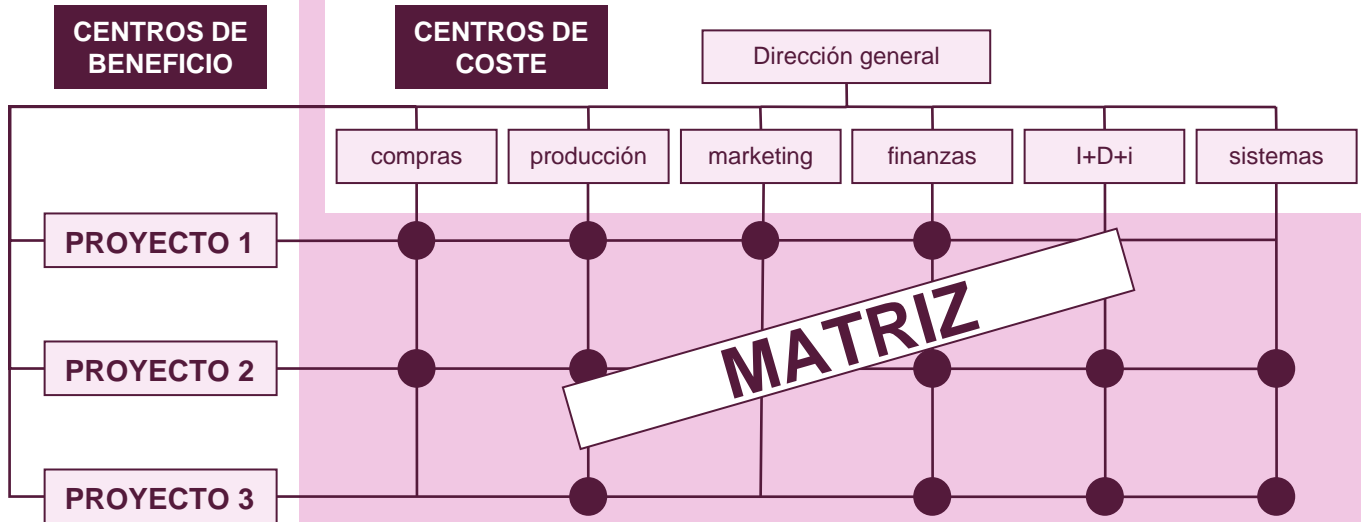 CENTROS DE
BENEFICIO
CENTROS DE
COSTE
Dirección general
compras
producción
marketing
finanzas
I+D+i
sistemas
PROYECTO 1
MATRIZ
PROYECTO 2
PROYECTO 3